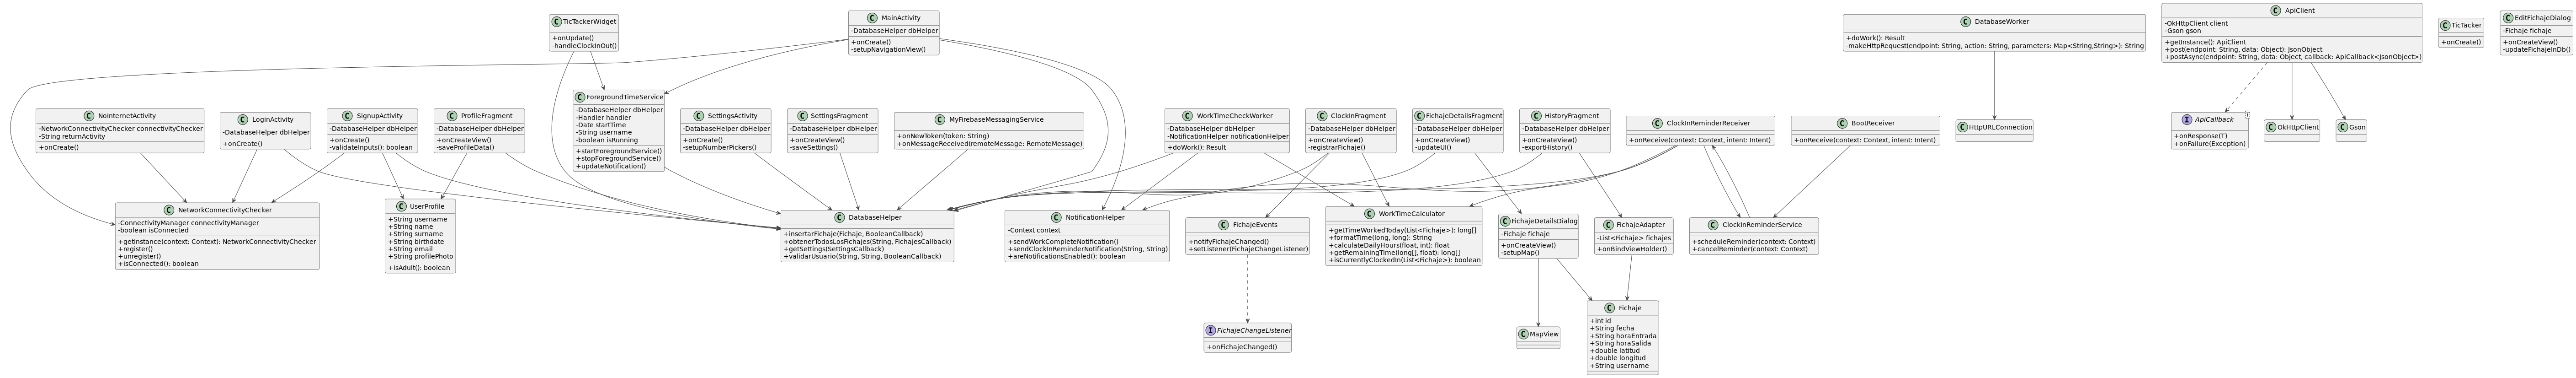 C TicTackerWidget
+onUpdate()
-handleClockInOut()
C MainActivity
-DatabaseHelper dbHelper
+onCreate()
-setupNavigationView()
C DatabaseWorker
+doWork(): Result
-makeHttpRequest(endpoint: String, action: String, parameters: Map<String,String>): String
C ApiClient
-OkHttpClient client
-Gson gson
+getInstance(): ApiClient
+post(endpoint: String, data: Object): JsonObject
+postAsync(endpoint: String, data: Object, callback: ApiCallback<JsonObject>)
C TicTacker
+onCreate()
C EditFichajeDialog
-Fichaje fichaje
+onCreateView()
-updateFichajeInDb()
C NoInternetActivity
-NetworkConnectivityChecker connectivityChecker
-String returnActivity
+onCreate()
C LoginActivity
-DatabaseHelper dbHelper
+onCreate()
C SignupActivity
-DatabaseHelper dbHelper
+onCreate()
-validateInputs(): boolean
C ProfileFragment
-DatabaseHelper dbHelper
+onCreateView()
-saveProfileData()
C ForegroundTimeService
-DatabaseHelper dbHelper
-Handler handler
-Date startTime
-String username
-boolean isRunning
+startForegroundService()
+stopForegroundService()
+updateNotification()
C SettingsActivity
-DatabaseHelper dbHelper
+onCreate()
-setupNumberPickers()
C SettingsFragment
-DatabaseHelper dbHelper
+onCreateView()
-saveSettings()
C MyFirebaseMessagingService
+onNewToken(token: String)
+onMessageReceived(remoteMessage: RemoteMessage)
C WorkTimeCheckWorker
-DatabaseHelper dbHelper
-NotificationHelper notificationHelper
+doWork(): Result
C ClockInFragment
-DatabaseHelper dbHelper
+onCreateView()
-registrarFichaje()
C FichajeDetailsFragment
-DatabaseHelper dbHelper
+onCreateView()
-updateUI()
C HistoryFragment
-DatabaseHelper dbHelper
+onCreateView()
-exportHistory()
C ClockInReminderReceiver
+onReceive(context: Context, intent: Intent)
C BootReceiver
+onReceive(context: Context, intent: Intent)
C HttpURLConnection
I ApiCallback T
+onResponse(T)
+onFailure(Exception)
C OkHttpClient
C Gson
C NetworkConnectivityChecker
-ConnectivityManager connectivityManager
-boolean isConnected
+getInstance(context: Context): NetworkConnectivityChecker
+register()
+unregister()
+isConnected(): boolean
C UserProfile
+String username
+String name
+String surname
+String birthdate
+String email
+String profilePhoto
+isAdult(): boolean
C DatabaseHelper
+insertarFichaje(Fichaje, BooleanCallback)
+obtenerTodosLosFichajes(String, FichajesCallback)
+getSettings(SettingsCallback)
+validarUsuario(String, String, BooleanCallback)
C NotificationHelper
-Context context
+sendWorkCompleteNotification()
+sendClockInReminderNotification(String, String)
+areNotificationsEnabled(): boolean
C FichajeEvents
+notifyFichajeChanged()
+setListener(FichajeChangeListener)
C WorkTimeCalculator
+getTimeWorkedToday(List<Fichaje>): long[]
+formatTime(long, long): String
+calculateDailyHours(float, int): float
+getRemainingTime(long[], float): long[]
+isCurrentlyClockedIn(List<Fichaje>): boolean
C FichajeDetailsDialog
-Fichaje fichaje
+onCreateView()
-setupMap()
C FichajeAdapter
-List<Fichaje> fichajes
+onBindViewHolder()
C ClockInReminderService
+scheduleReminder(context: Context)
+cancelReminder(context: Context)
I FichajeChangeListener
+onFichajeChanged()
C MapView
C Fichaje
+int id
+String fecha
+String horaEntrada
+String horaSalida
+double latitud
+double longitud
+String username